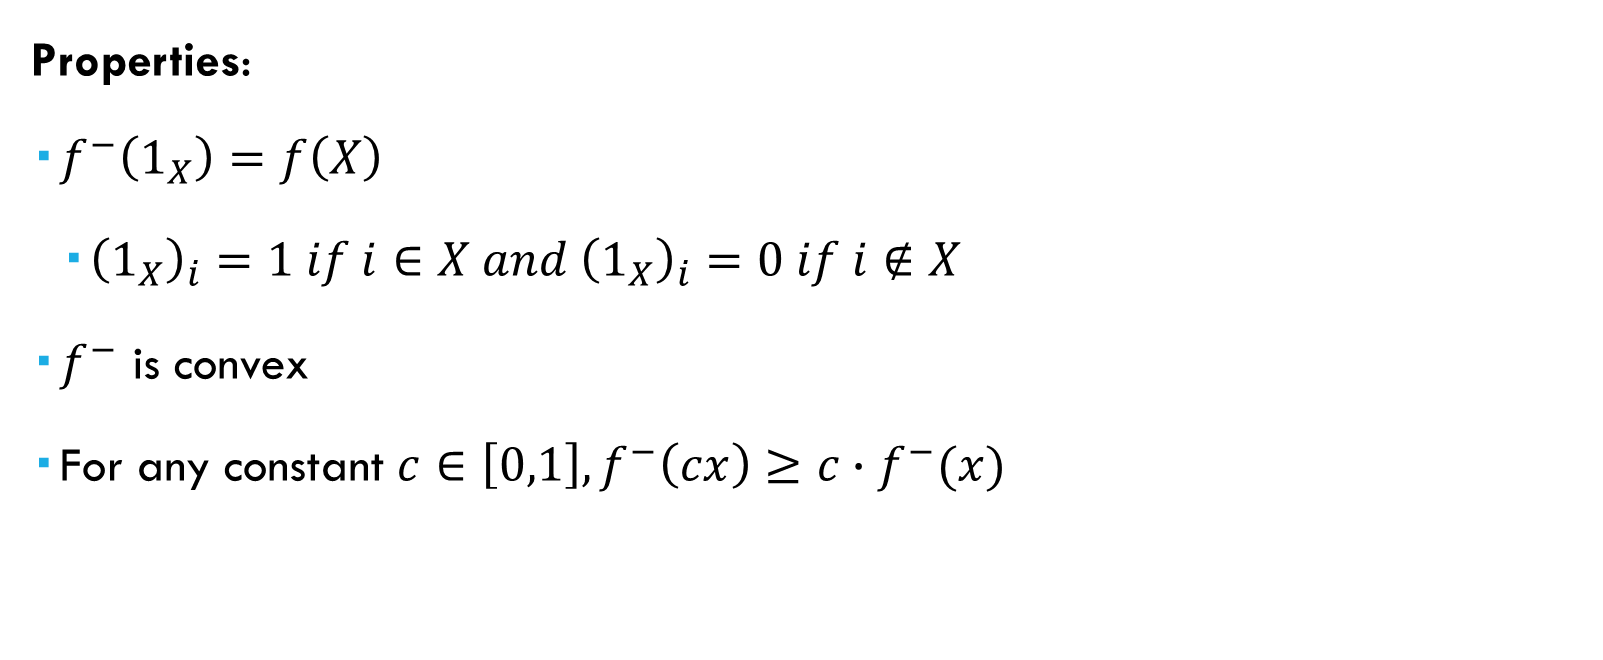 Properties:
▪ 𝑓⁻(1_𝑋) = 𝑓(𝑋)
▪ (1_𝑋)_𝑖 = 1 𝑖𝑓 𝑖 ∈ 𝑋 𝑎𝑛𝑑 (1_𝑋)_𝑖 = 0 𝑖𝑓 𝑖 ∉ 𝑋
▪ 𝑓⁻ is convex
▪ For any constant 𝑐 ∈ [0,1], 𝑓⁻(𝑐𝑥) ≥ 𝑐 · 𝑓⁻(𝑥)